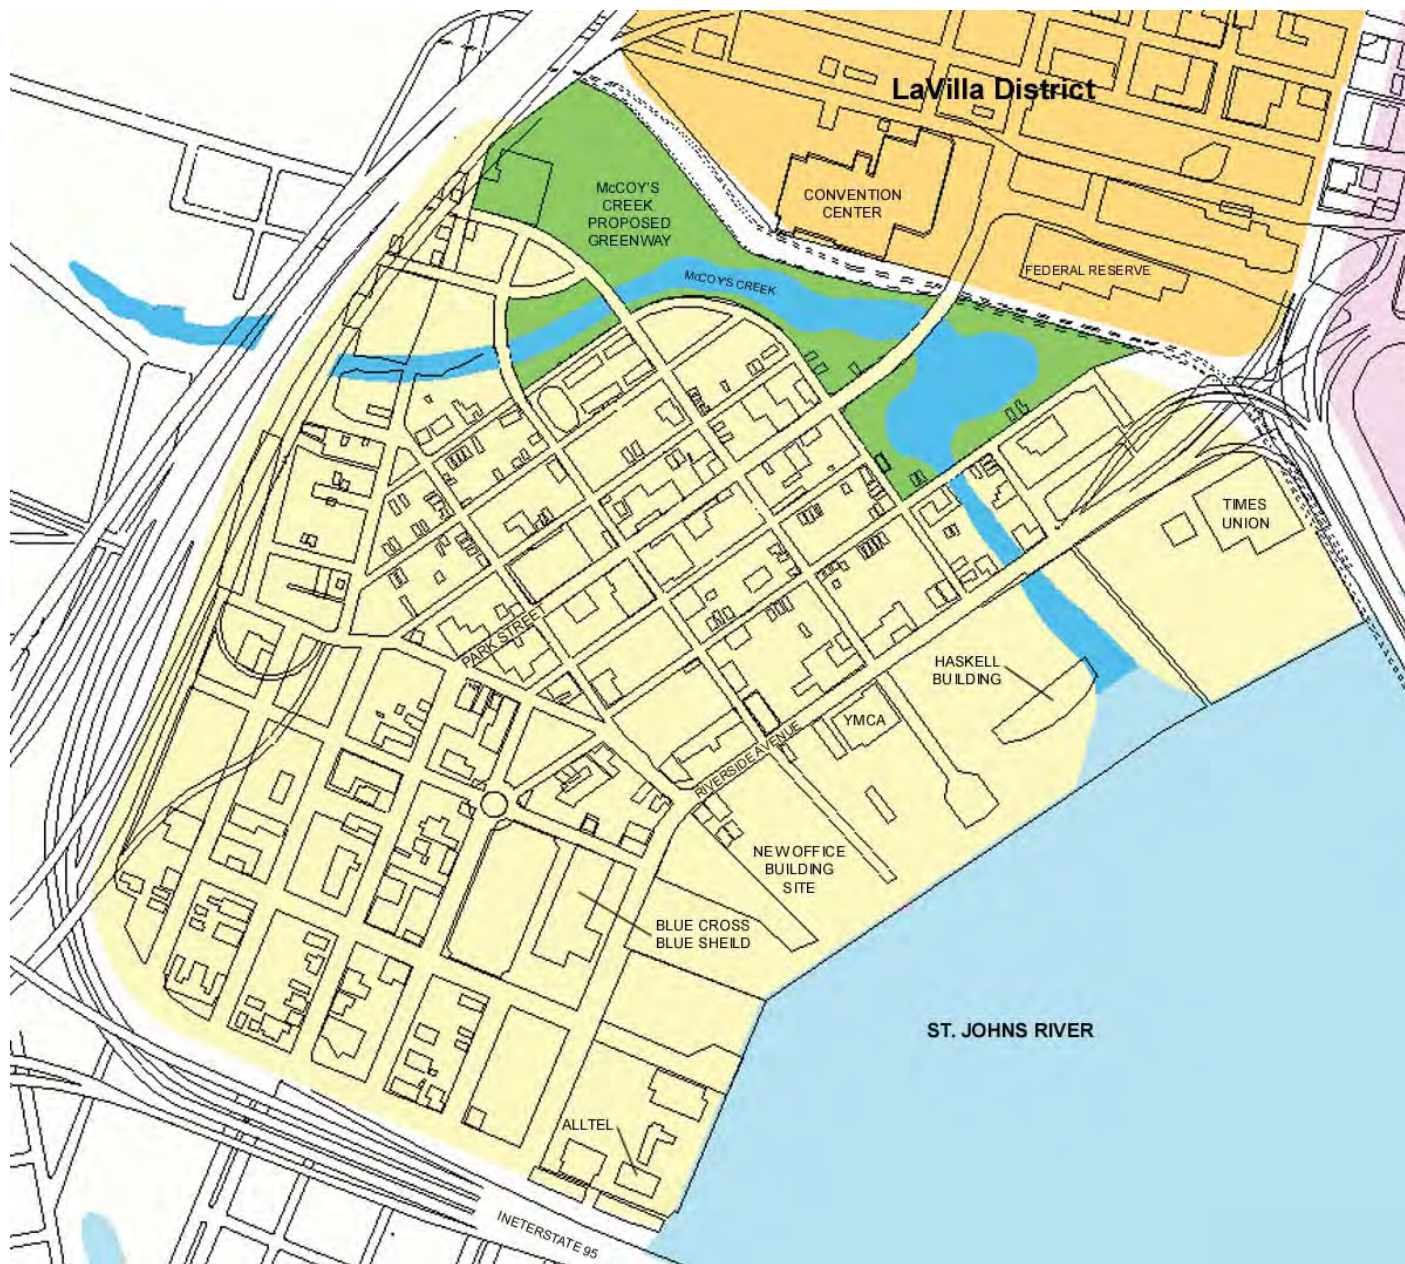 LaVilla District
McCOY'S
CREEK
PROPOSED
GREENWAY
CONVENTION
CENTER
FEDERAL RESERVE
McCOY'S CREEK
TIMES
UNION
PARK STREET
HASKELL
BUILDING
YMCA
RIVERSIDE AVENUE
NEW OFFICE
BUILDING
SITE
BLUE CROSS
BLUE SHEILD
ST. JOHNS RIVER
ALLTEL
INETERSTATE 95